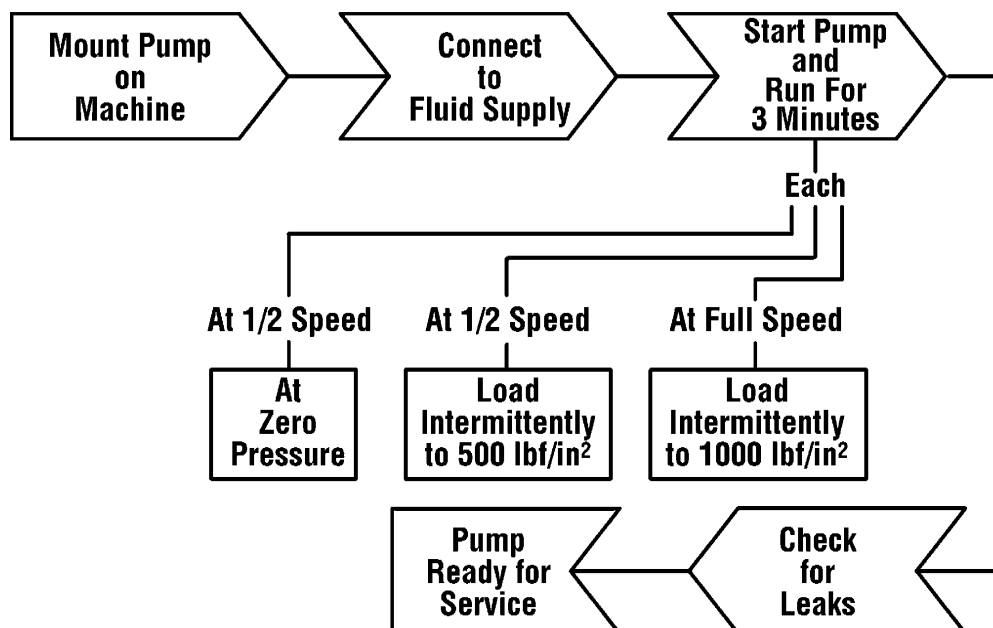 Mount Pump
on
Machine
Connect
to
Fluid Supply
Start Pump
and
Run For
3 Minutes
Each
At 1/2 Speed
At
Zero
Pressure
At 1/2 Speed
Load
Intermittently
to 500 lbf/in²
At Full Speed
Load
Intermittently
to 1000 lbf/in²
Check
for
Leaks
Pump
Ready for
Service